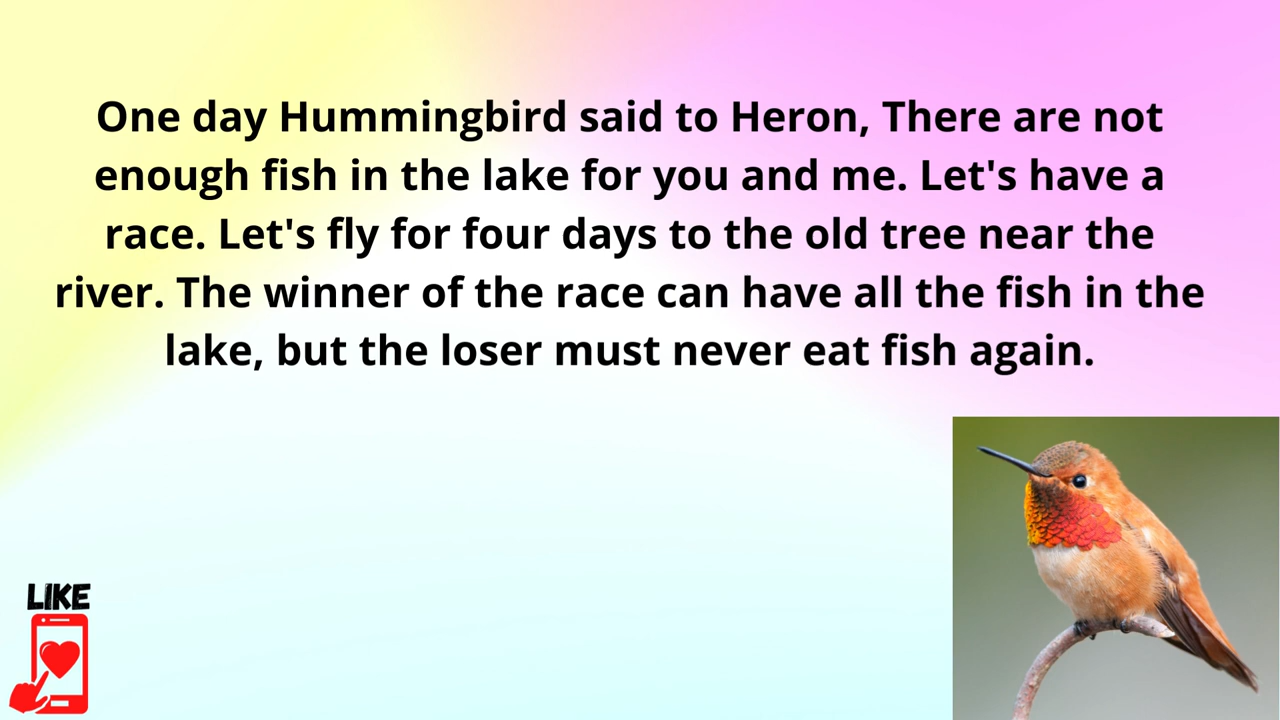 One day Hummingbird said to Heron, There are not
enough fish in the lake for you and me. Let's have a
race. Let's fly for four days to the old tree near the
river. The winner of the race can have all the fish in the
lake, but the loser must never eat fish again.
LIKE